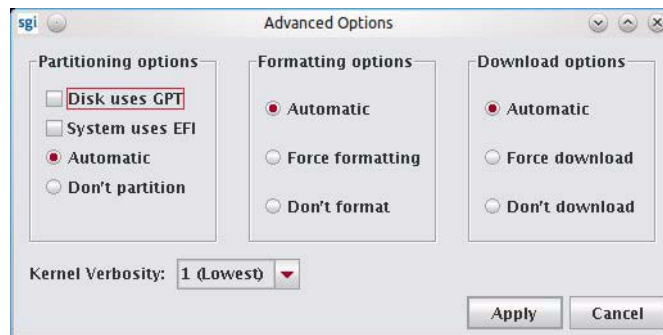 sgi
Advanced Options
Partitioning options
Disk uses GPT
System uses EFI
Automatic
Don't partition
Formatting options
Automatic
Force formatting
Don't format
Download options
Automatic
Force download
Don't download
Kernel Verbosity: 1 (Lowest)
Apply Cancel